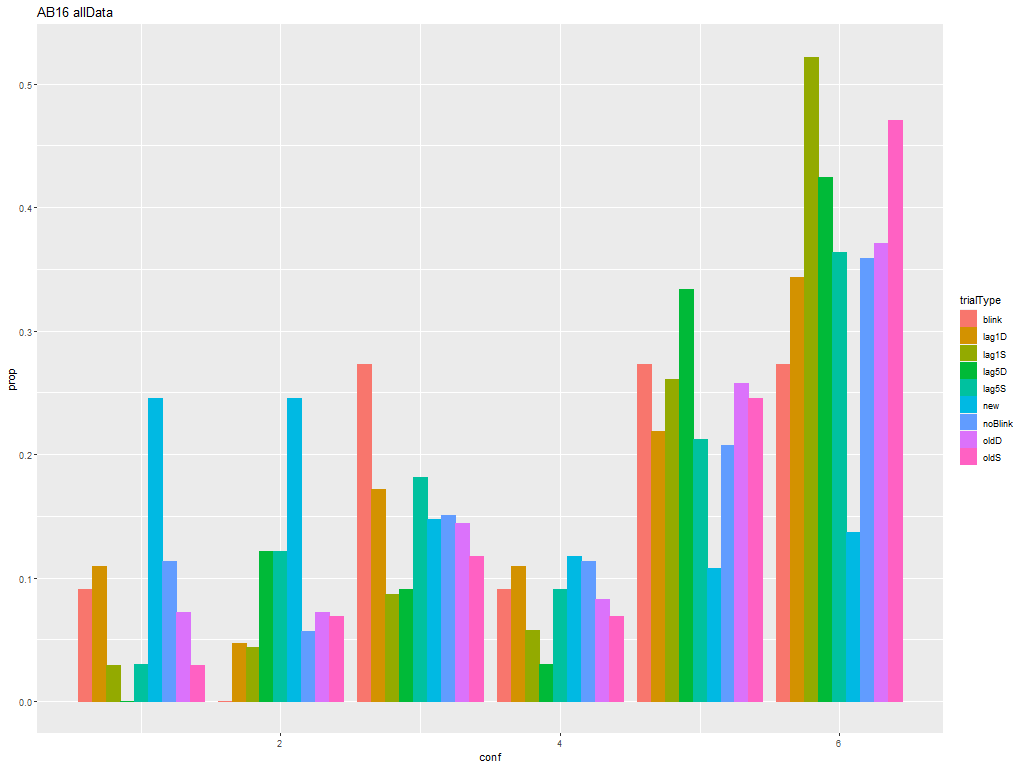 AB16 allData
0.5
0.4
0.3
0.2
0.1
0.0
prop
2
4
6
conf
trialType
blink
lag1D
lag1S
lag5D
lag5S
new
noBlink
oldD
oldS